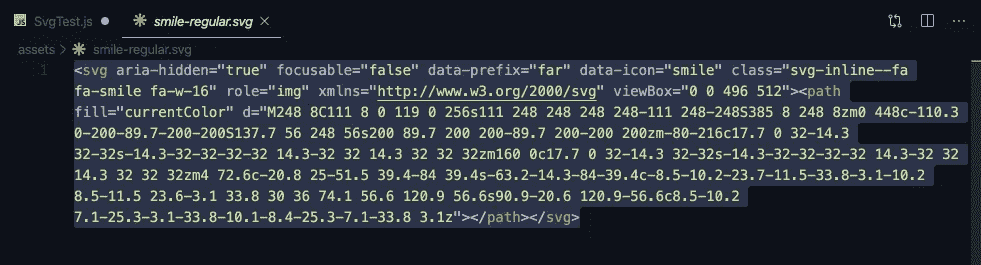 SvgTest.js
smile-regular.svg
assets > smile-regular.svg
1 <svg aria-hidden="true" focusable="false" data-prefix="far" data-icon="smile" class="svg-inline--fa
fa-smile fa-w-16" role="img" xmlns="http://www.w3.org/2000/svg" viewBox="0 0 496 512"><path
fill="currentColor" d="M248 8C111 8 0 119 0 256s111 248 248 248 248-111 248-248S385 8 248 8zm0 448c-110.3
0-200-89.7-200-200S137.7 56 248 56s200 89.7 200 200-89.7 200-200 200zm-80-216c17.7 0 32-14.3
32-32s-14.3-32-32-32-32 14.3-32 32 14.3 32 32 32zm160 0c17.7 0 32-14.3 32-32s-14.3-32-32-32-32 14.3-32 32
14.3 32 32 32zm4 72.6c-20.8 25-51.5 39.4-84 39.4s-63.2-14.3-84-39.4c-8.5-10.2-23.7-11.5-33.8-3.1-10.2
8.5-11.5 23.6-3.1 33.8 30 36 74.1 56.6 120.9 56.6s90.9-20.6 120.9-56.6c8.5-10.2
7.1-25.3-3.1-33.8-10.1-8.4-25.3-7.1-33.8 3.1z"></path></svg>